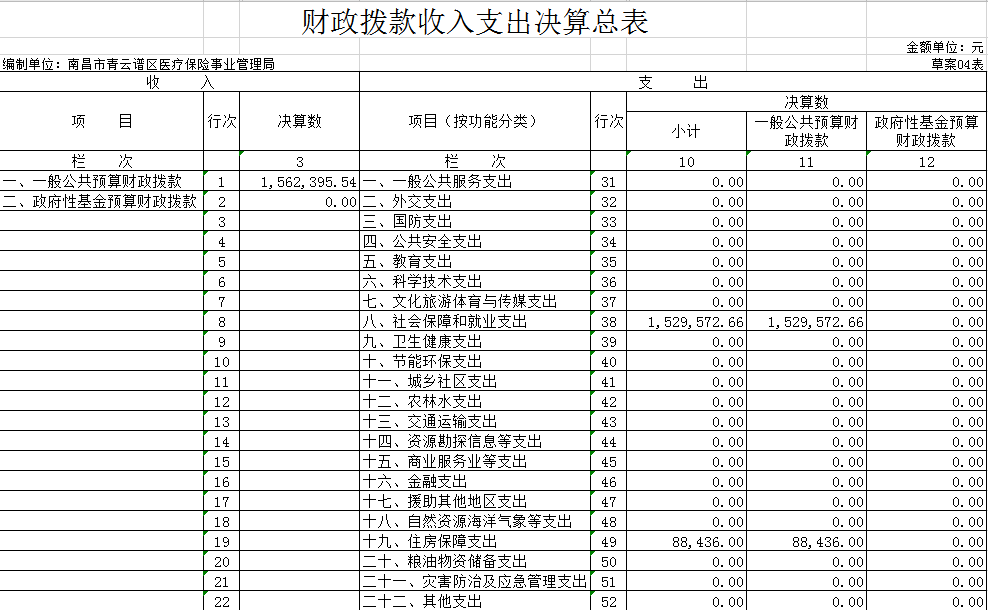 财政拨款收入支出决算总表
金额单位：元
编制单位：南昌市青云谱区医疗保险事业管理局 草案04表
收 入 支 出
项 目 行次 决算数 项目（按功能分类） 行次 决算数
小计 一般公共预算财政拨款 政府性基金预算财政拨款
栏 次 3 栏 次 10 11 12
一、一般公共预算财政拨款 1 1,562,395.54 一、一般公共服务支出 31 0.00 0.00 0.00
二、政府性基金预算财政拨款 2 0.00 二、外交支出 32 0.00 0.00 0.00
3 三、国防支出 33 0.00 0.00 0.00
4 四、公共安全支出 34 0.00 0.00 0.00
5 五、教育支出 35 0.00 0.00 0.00
6 六、科学技术支出 36 0.00 0.00 0.00
7 七、文化旅游体育与传媒支出 37 0.00 0.00 0.00
8 八、社会保障和就业支出 38 1,529,572.66 1,529,572.66 0.00
9 九、卫生健康支出 39 0.00 0.00 0.00
10 十、节能环保支出 40 0.00 0.00 0.00
11 十一、城乡社区支出 41 0.00 0.00 0.00
12 十二、农林水支出 42 0.00 0.00 0.00
13 十三、交通运输支出 43 0.00 0.00 0.00
14 十四、资源勘探信息等支出 44 0.00 0.00 0.00
15 十五、商业服务业等支出 45 0.00 0.00 0.00
16 十六、金融支出 46 0.00 0.00 0.00
17 十七、援助其他地区支出 47 0.00 0.00 0.00
18 十八、自然资源海洋气象等支出 48 0.00 0.00 0.00
19 十九、住房保障支出 49 88,436.00 88,436.00 0.00
20 二十、粮油物资储备支出 50 0.00 0.00 0.00
21 二十一、灾害防治及应急管理支出 51 0.00 0.00 0.00
22 二十二、其他支出 52 0.00 0.00 0.00